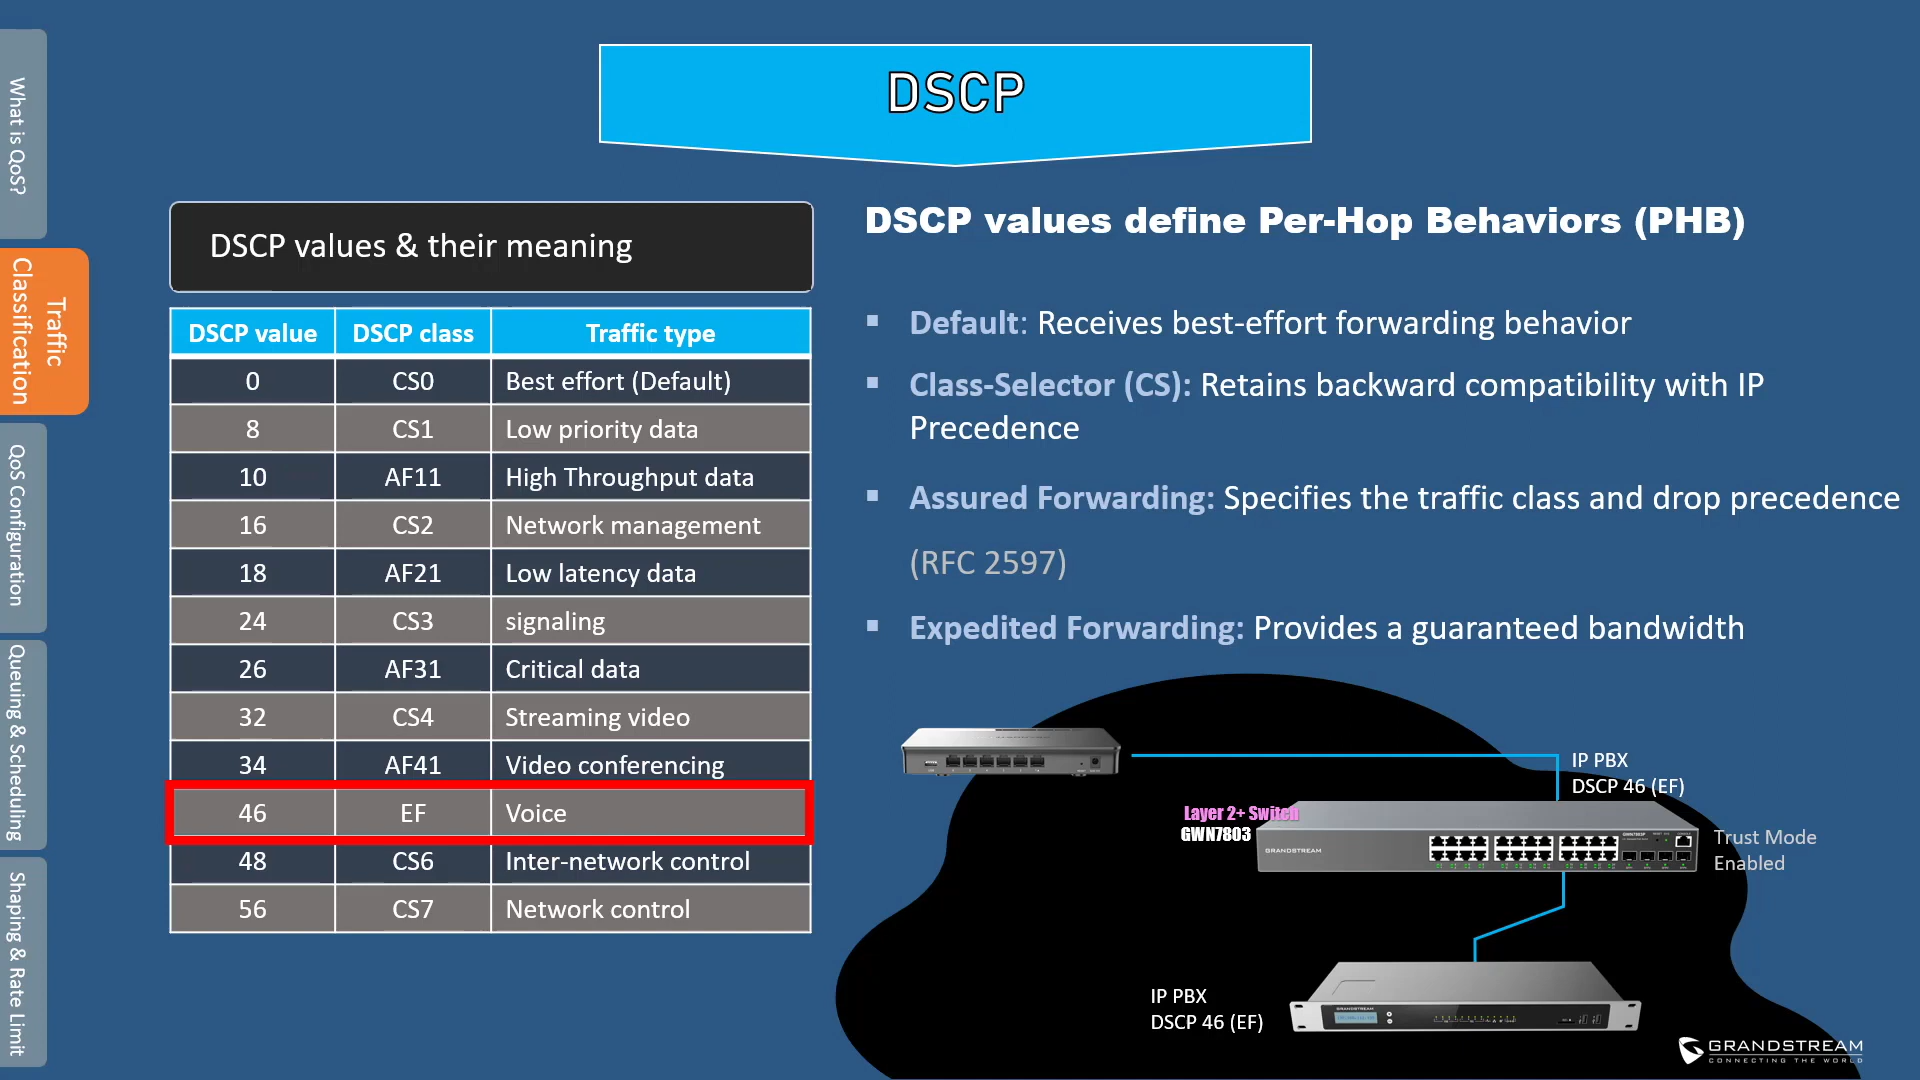 DSCP
What is QoS?
Traffic
Classification
QoS Configuration
Queuing & Scheduling
Shaping & Rate Limit
DSCP values & their meaning
DSCP value DSCP class Traffic type
0 CS0 Best effort (Default)
8 CS1 Low priority data
10 AF11 High Throughput data
16 CS2 Network management
18 AF21 Low latency data
24 CS3 signaling
26 AF31 Critical data
32 CS4 Streaming video
34 AF41 Video conferencing
46 EF Voice
48 CS6 Inter-network control
56 CS7 Network control
DSCP values define Per-Hop Behaviors (PHB)
▪ Default: Receives best-effort forwarding behavior
▪ Class-Selector (CS): Retains backward compatibility with IP
Precedence
▪ Assured Forwarding: Specifies the traffic class and drop precedence
(RFC 2597)
▪ Expedited Forwarding: Provides a guaranteed bandwidth
IP PBX
DSCP 46 (EF)
Layer 2+ Switch
GWN7803
GRANDSTREAM
Trust Mode
Enabled
IP PBX
DSCP 46 (EF)
GRANDSTREAM
CONNECTING THE WORLD